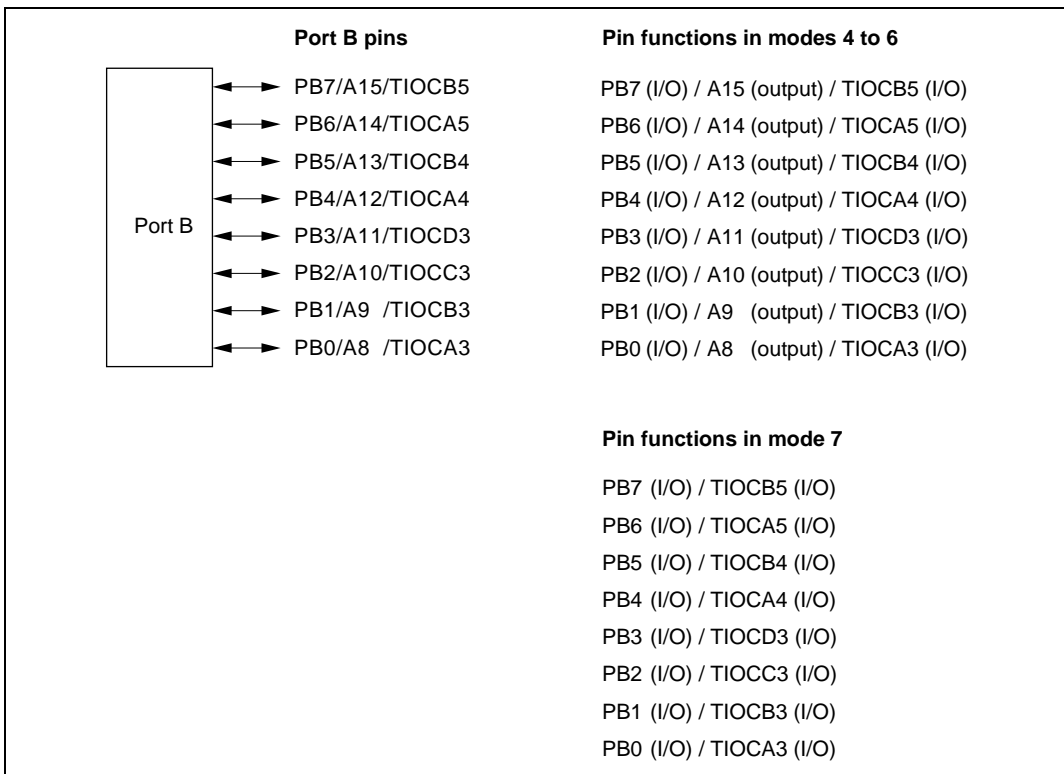 Port B pins
Pin functions in modes 4 to 6
Port B
PB7/A15/TIOCB5
PB7 (I/O) / A15 (output) / TIOCB5 (I/O)
PB6/A14/TIOCA5
PB6 (I/O) / A14 (output) / TIOCA5 (I/O)
PB5/A13/TIOCB4
PB5 (I/O) / A13 (output) / TIOCB4 (I/O)
PB4/A12/TIOCA4
PB4 (I/O) / A12 (output) / TIOCA4 (I/O)
PB3/A11/TIOCD3
PB3 (I/O) / A11 (output) / TIOCD3 (I/O)
PB2/A10/TIOCC3
PB2 (I/O) / A10 (output) / TIOCC3 (I/O)
PB1/A9 /TIOCB3
PB1 (I/O) / A9 (output) / TIOCB3 (I/O)
PB0/A8 /TIOCA3
PB0 (I/O) / A8 (output) / TIOCA3 (I/O)
Pin functions in mode 7
PB7 (I/O) / TIOCB5 (I/O)
PB6 (I/O) / TIOCA5 (I/O)
PB5 (I/O) / TIOCB4 (I/O)
PB4 (I/O) / TIOCA4 (I/O)
PB3 (I/O) / TIOCD3 (I/O)
PB2 (I/O) / TIOCC3 (I/O)
PB1 (I/O) / TIOCB3 (I/O)
PB0 (I/O) / TIOCA3 (I/O)